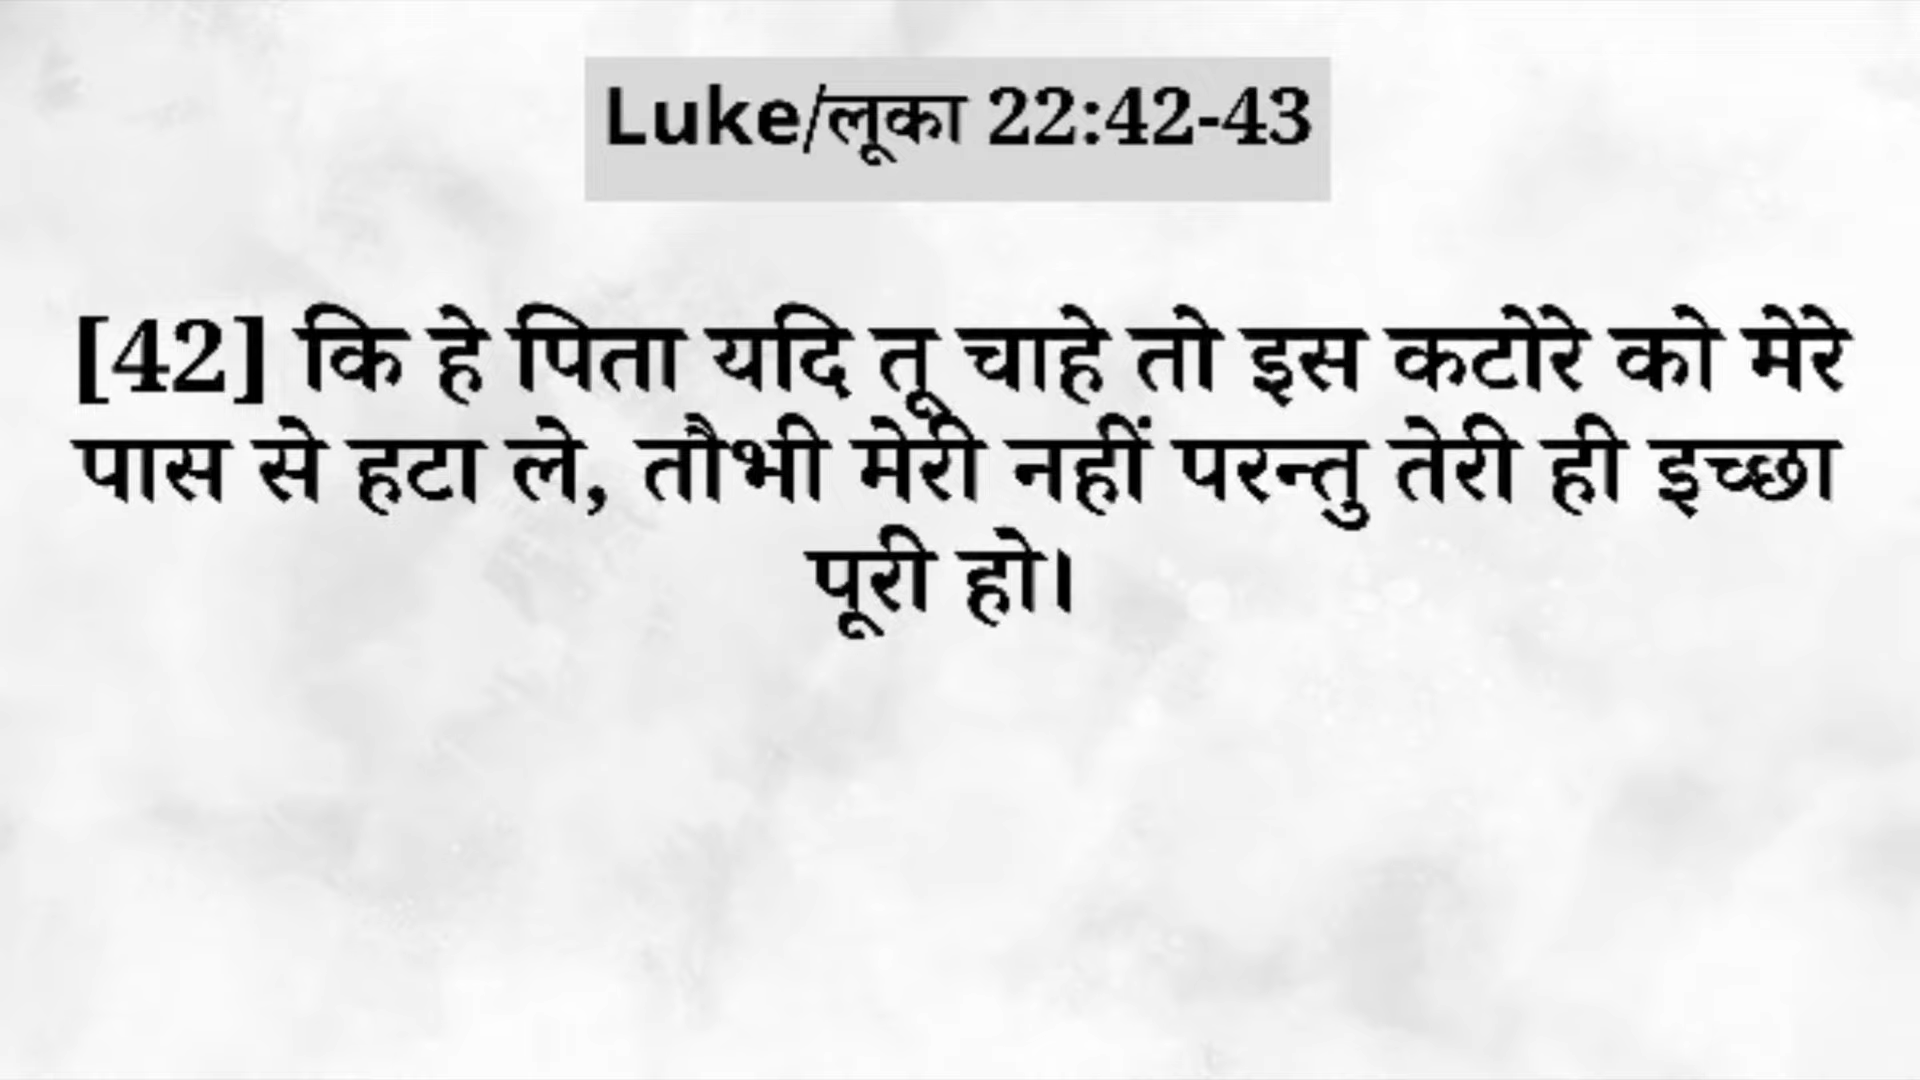 Luke/लूका 22:42-43
[42] कि हे पिता यदि तू चाहे तो इस कटोरे को मेरे
पास से हटा ले, तौभी मेरी नहीं परन्तु तेरी ही इच्छा
पूरी हो।